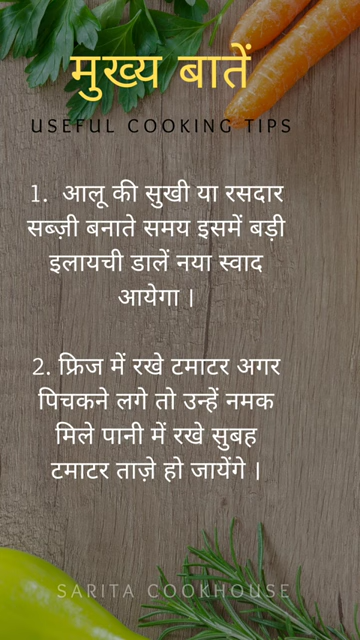 मुख्य बातें
USEFUL COOKING TIPS
1. आलू की सुखी या रसदार
सब्ज़ी बनाते समय इसमें बड़ी
इलायची डालें नया स्वाद
आयेगा ।
2. फ्रिज में रखे टमाटर अगर
पिचकने लगे तो उन्हें नमक
मिले पानी में रखे सुबह
टमाटर ताज़े हो जायेंगे ।
SARITA COOKHOUSE